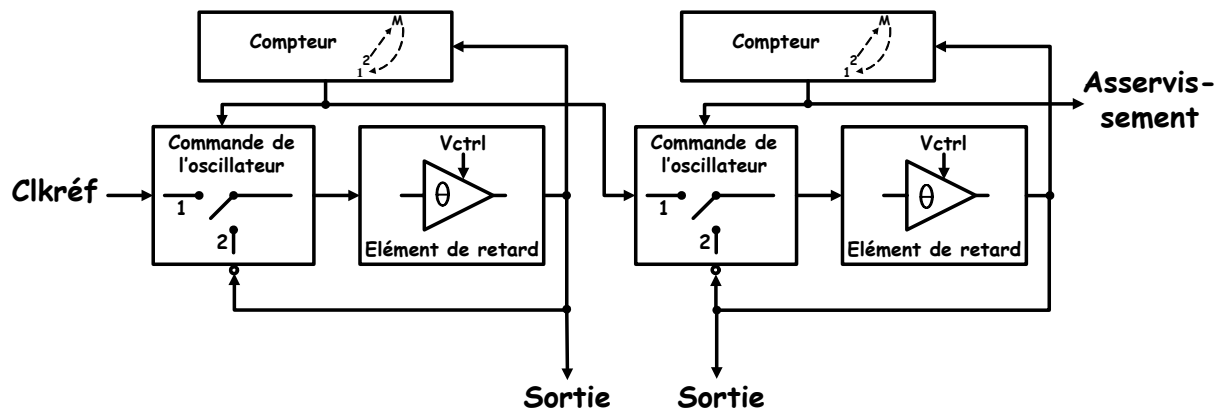 Compteur
M
2
1
Compteur
M
2
1
Asservis-
sement
Commande de
l'oscillateur
Vctrl
Commande de
l'oscillateur
Vctrl
Clkréf
1
2
θ
Elément de retard
1
2
θ
Elément de retard
Sortie
Sortie